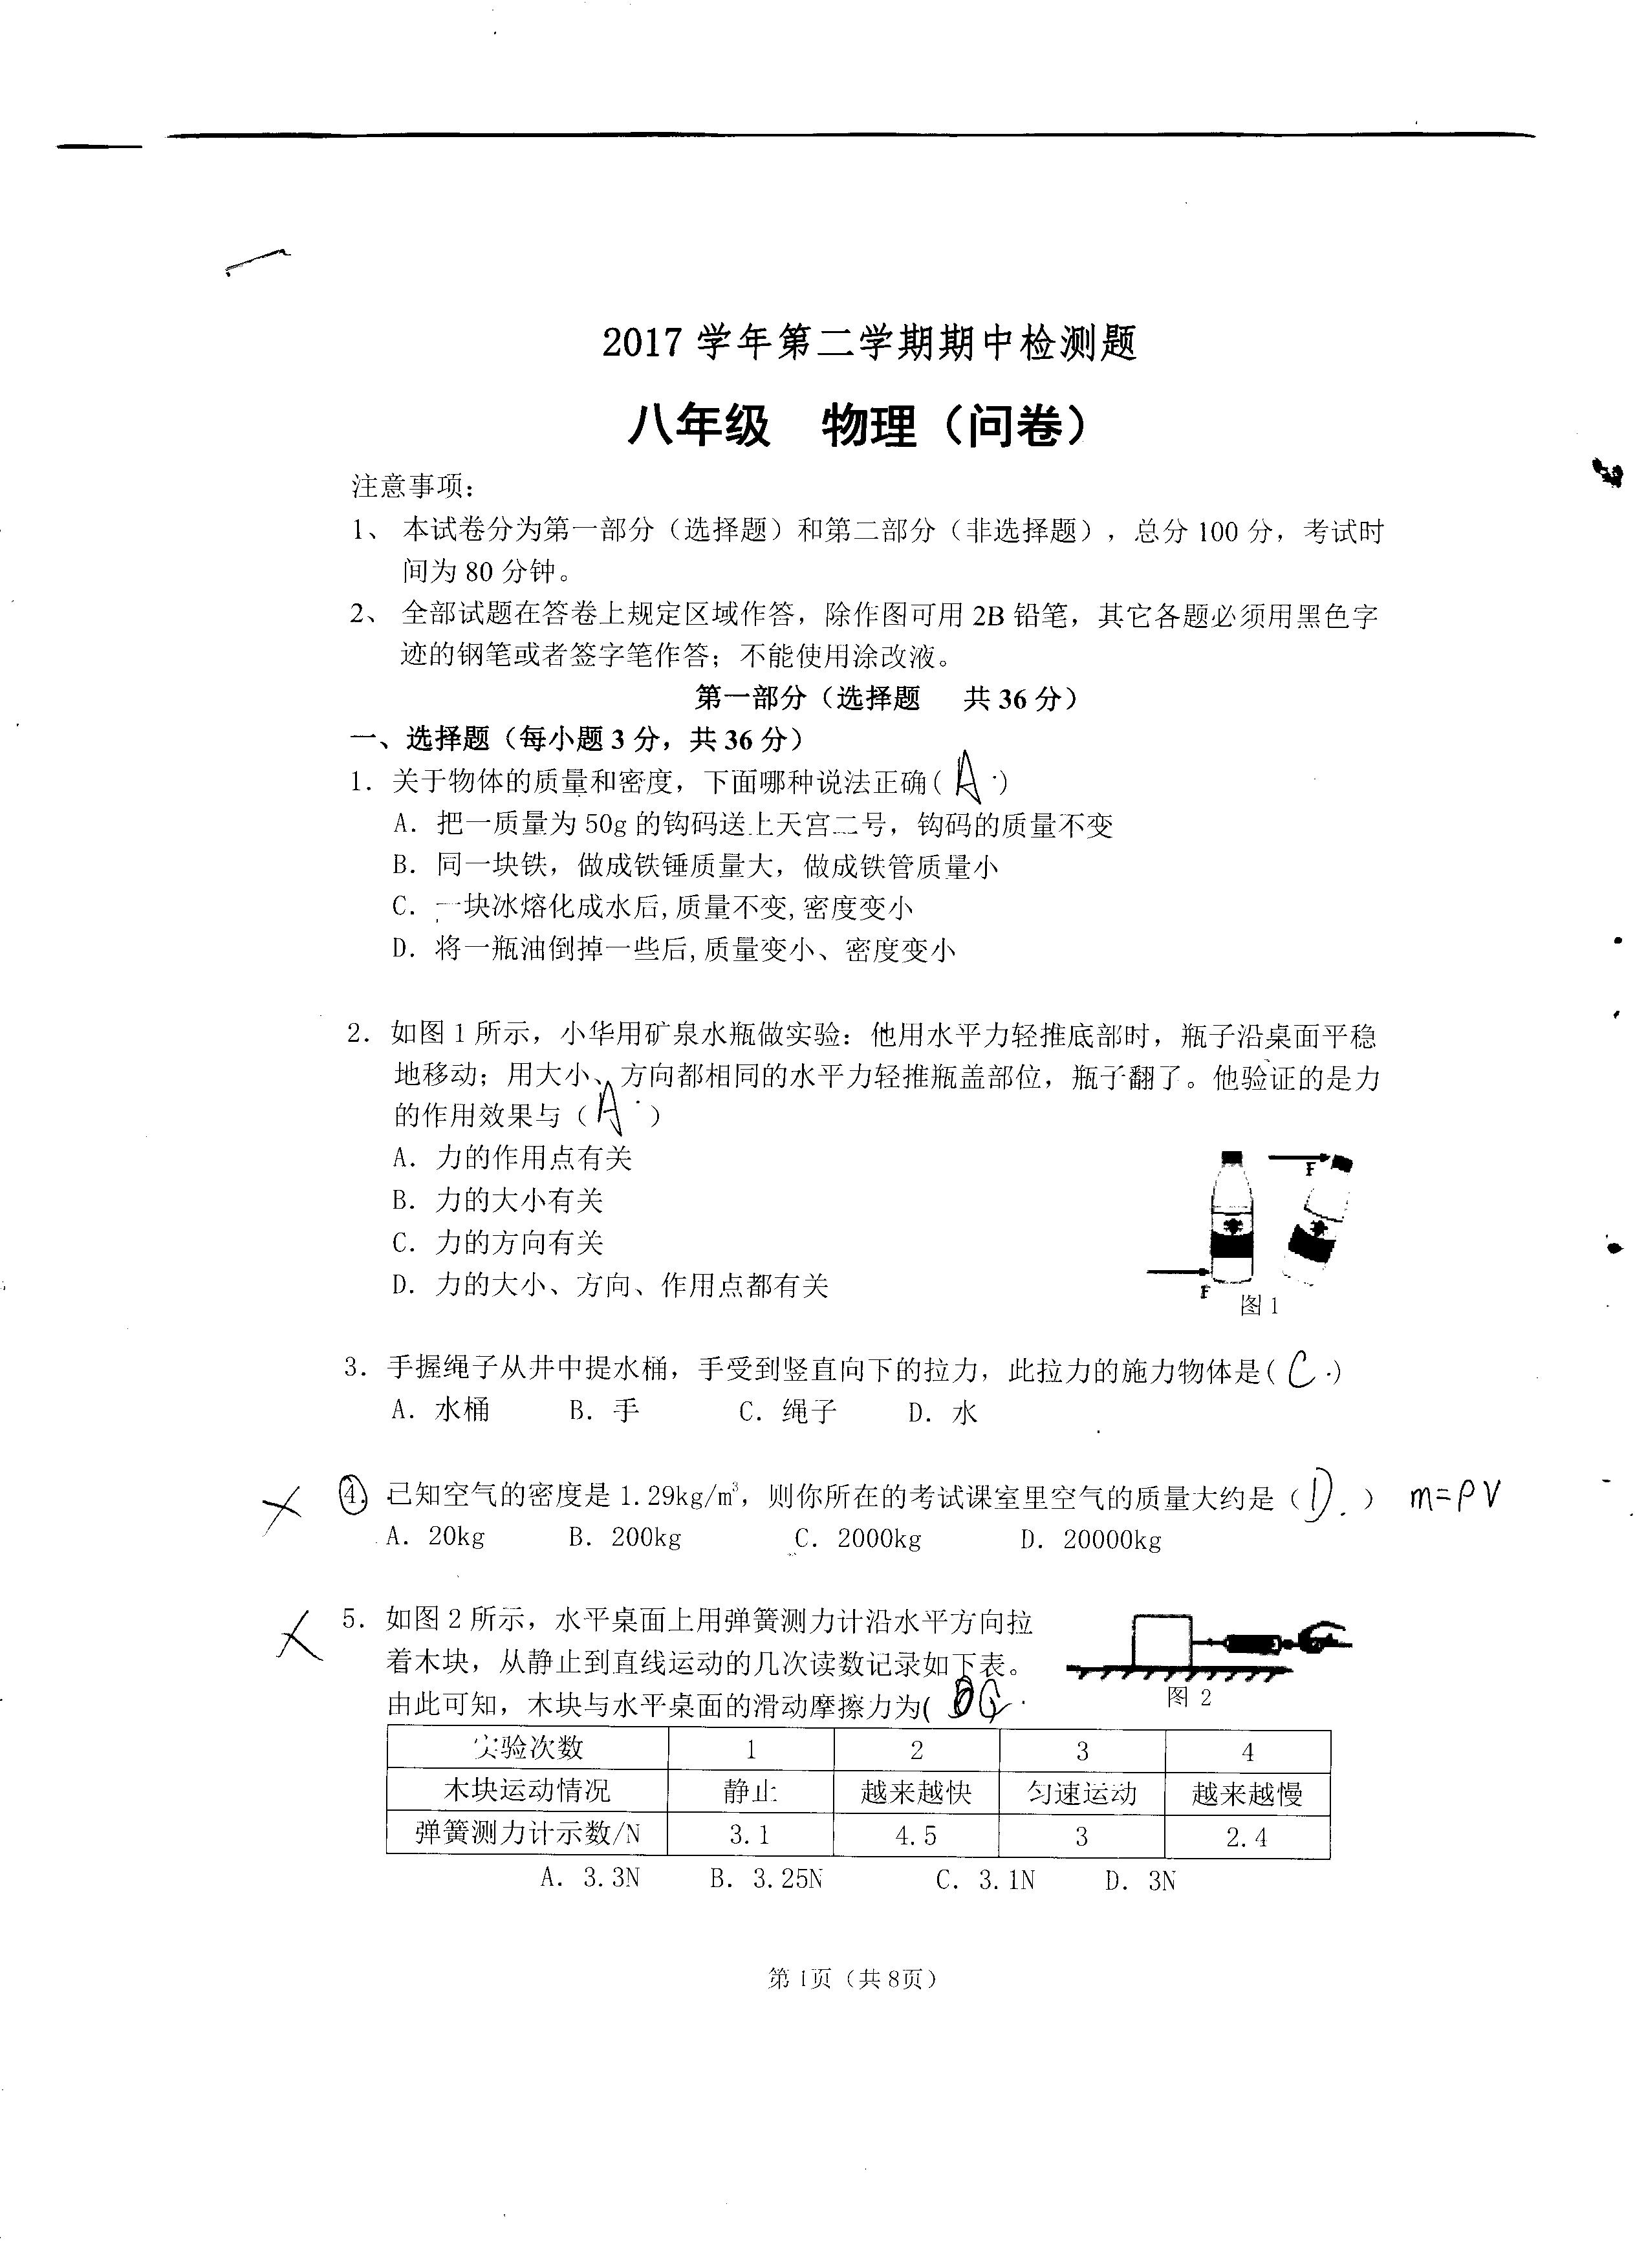 2017 学年第二学期期中检测题
八年级 物理（问卷）
注意事项：
1、 本试卷分为第一部分（选择题）和第二部分（非选择题），总分 100 分，考试时
间为 80 分钟。
2、 全部试题在答卷上规定区域作答，除作图可用 2B 铅笔，其它各题必须用黑色字
迹的钢笔或者签字笔作答；不能使用涂改液。
第一部分（选择题 共 36 分）
一、选择题（每小题 3 分，共 36 分）
1. 关于物体的质量和密度，下面哪种说法正确( A )
A. 把一质量为 50g 的钩码送上天宫二号，钩码的质量不变
B. 同一块铁，做成铁锤质量大，做成铁管质量小
C. 一块冰熔化成水后,质量不变,密度变小
D. 将一瓶油倒掉一些后,质量变小、密度变小
2. 如图 1 所示，小华用矿泉水瓶做实验：他用水平力轻推底部时，瓶子沿桌面平稳
地移动；用大小、方向都相同的水平力轻推瓶盖部位，瓶子翻了。他验证的是力
的作用效果与（ A ）
A. 力的作用点有关
B. 力的大小有关
C. 力的方向有关
D. 力的大小、方向、作用点都有关
F
F
图 1
3. 手握绳子从井中提水桶，手受到竖直向下的拉力，此拉力的施力物体是( C )
A. 水桶 B. 手 C. 绳子 D. 水
4. 已知空气的密度是 1.29kg/m³，则你所在的考试课室里空气的质量大约是（ D. ） m=ρV
A. 20kg B. 200kg C. 2000kg D. 20000kg
5. 如图 2 所示，水平桌面上用弹簧测力计沿水平方向拉
着木块，从静止到直线运动的几次读数记录如下表。
由此可知，木块与水平桌面的滑动摩擦力为(
图 2
实验次数 1 2 3 4
木块运动情况 静止 越来越快 匀速运动 越来越慢
弹簧测力计示数/N 3.1 4.5 3 2.4
A. 3.3N B. 3.25N C. 3.1N D. 3N
第 1页（共 8页）